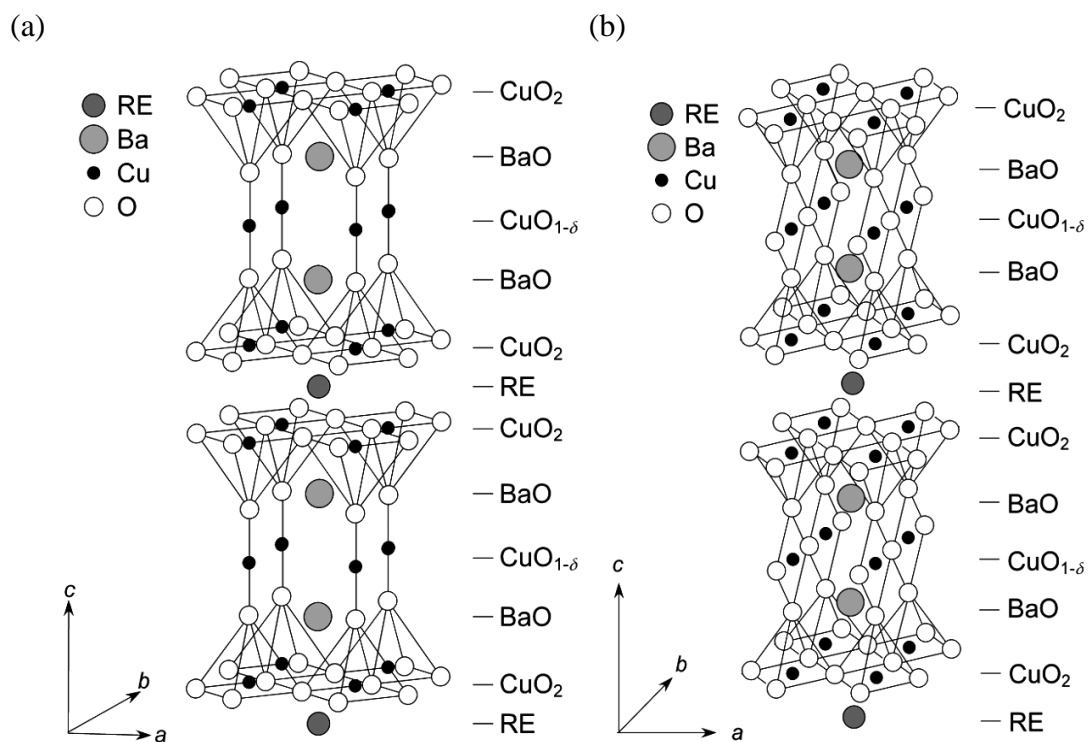 (a)
RE
Ba
Cu
O
CuO₂
BaO
CuO₁₋δ
BaO
CuO₂
RE
CuO₂
BaO
CuO₁₋δ
BaO
CuO₂
RE
c
b
a
(b)
RE
Ba
Cu
O
CuO₂
BaO
CuO₁₋δ
BaO
CuO₂
RE
CuO₂
BaO
CuO₁₋δ
BaO
CuO₂
RE
c
b
a